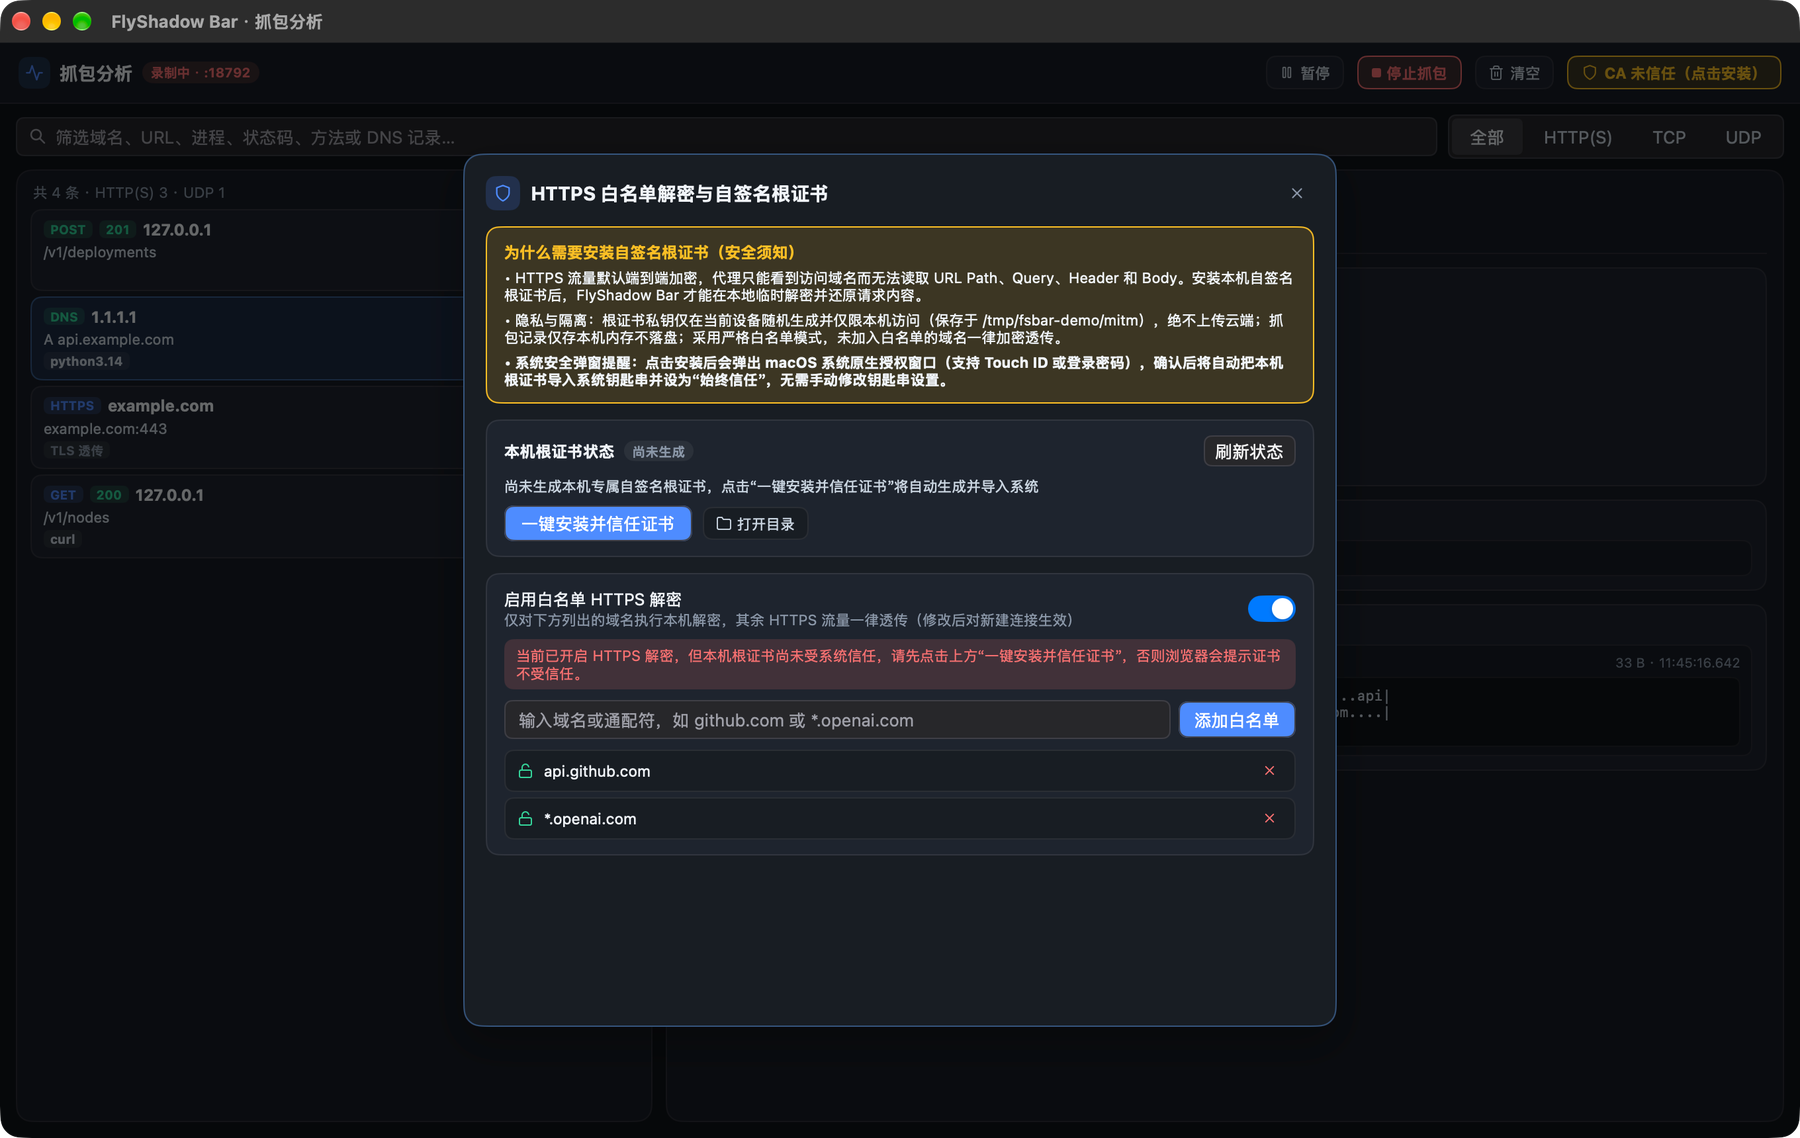 FlyShadow Bar · 抓包分析
抓包分析 录制中 · :18792
暂停 停止抓包 清空 CA 未信任（点击安装）
筛选域名、URL、进程、状态码、方法或 DNS 记录...
全部 HTTP(S) TCP UDP
共 4 条 · HTTP(S) 3 · UDP 1
POST 201 127.0.0.1
/v1/deployments
DNS 1.1.1.1
A api.example.com
python3.14
HTTPS example.com
example.com:443
TLS 透传
GET 200 127.0.0.1
/v1/nodes
curl
HTTPS 白名单解密与自签名根证书
为什么需要安装自签名根证书（安全须知）
• HTTPS 流量默认端到端加密，代理只能看到访问域名而无法读取 URL Path、Query、Header 和 Body。安装本机自签名
根证书后，FlyShadow Bar 才能在本地临时解密并还原请求内容。
• 隐私与隔离：根证书私钥仅在当前设备随机生成并仅限本机访问（保存于 /tmp/fsbar-demo/mitm），绝不上传云端；抓
包记录仅存本机内存不落盘；采用严格白名单模式，未加入白名单的域名一律加密透传。
• 系统安全弹窗提醒：点击安装后会弹出 macOS 系统原生授权窗口（支持 Touch ID 或登录密码），确认后将自动把本机
根证书导入系统钥匙串并设为“始终信任”，无需手动修改钥匙串设置。
本机根证书状态 尚未生成
刷新状态
尚未生成本机专属自签名根证书，点击“一键安装并信任证书”将自动生成并导入系统
一键安装并信任证书 打开目录
启用白名单 HTTPS 解密
仅对下方列出的域名执行本机解密，其余 HTTPS 流量一律透传（修改后对新建连接生效）
当前已开启 HTTPS 解密，但本机根证书尚未受系统信任，请先点击上方“一键安装并信任证书”，否则浏览器会提示证书
不受信任。
输入域名或通配符，如 github.com 或 *.openai.com
添加白名单
api.github.com
*.openai.com
33 B · 11:45:16.642
..api|
om....|